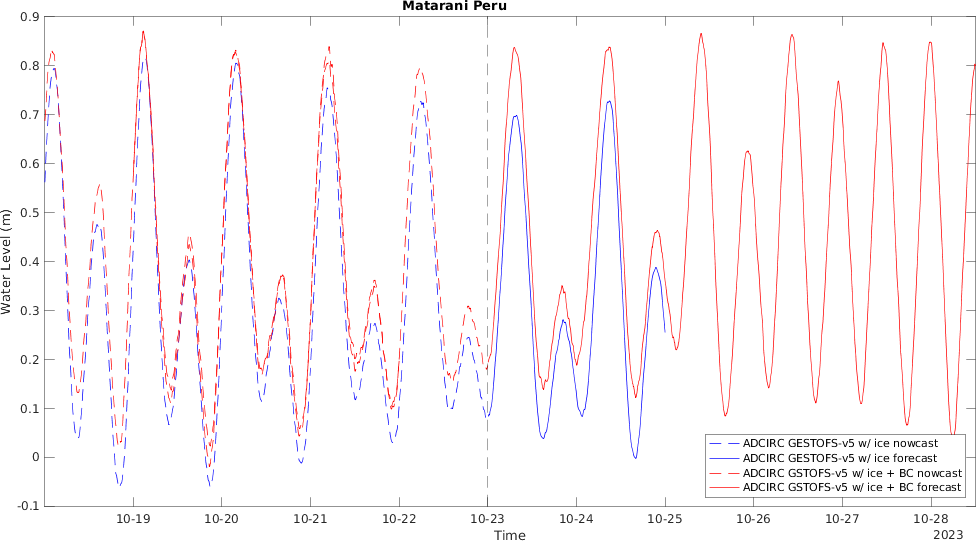 Matarani Peru
0.9
0.8
0.7
0.6
0.5
0.4
0.3
0.2
0.1
0
-0.1
Water Level (m)
10-19 10-20 10-21 10-22 10-23 10-24 10-25 10-26 10-27 10-28
Time
2023
ADCIRC GESTOFS-v5 w/ ice nowcast
ADCIRC GESTOFS-v5 w/ ice forecast
ADCIRC GSTOFS-v5 w/ ice + BC nowcast
ADCIRC GSTOFS-v5 w/ ice + BC forecast